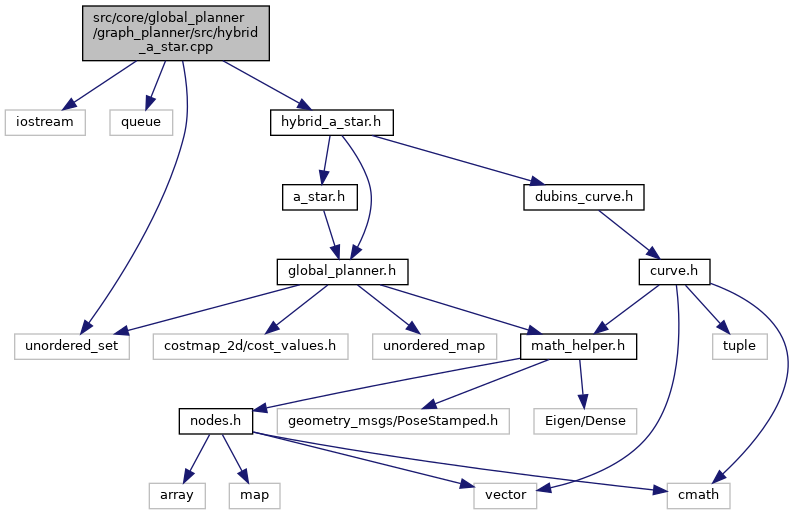 src/core/global_planner
/graph_planner/src/hybrid
_a_star.cpp
iostream
queue
hybrid_a_star.h
a_star.h
dubins_curve.h
global_planner.h
curve.h
unordered_set
costmap_2d/cost_values.h
unordered_map
math_helper.h
tuple
nodes.h
geometry_msgs/PoseStamped.h
Eigen/Dense
array
map
vector
cmath